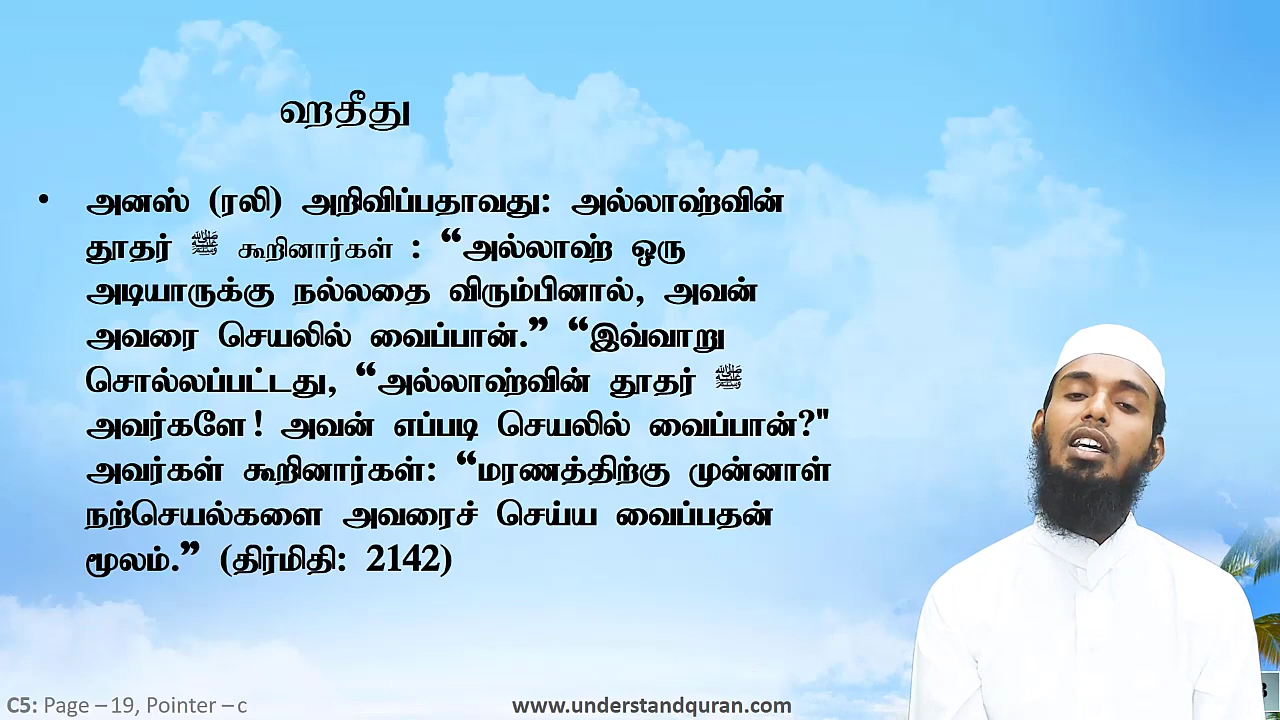 ஹதீது
• அனஸ் (ரலி) அறிவிப்பதாவது: அல்லாஹ்வின்
தூதர் ﷺ கூறினார்கள் : “அல்லாஹ் ஒரு
அடியாருக்கு நல்லதை விரும்பினால், அவன்
அவரை செயலில் வைப்பான்.” “இவ்வாறு
சொல்லப்பட்டது, “அல்லாஹ்வின் தூதர் ﷺ
அவர்களே! அவன் எப்படி செயலில் வைப்பான்?"
அவர்கள் கூறினார்கள்: “மரணத்திற்கு முன்னாள்
நற்செயல்களை அவரைச் செய்ய வைப்பதன்
மூலம்.” (திர்மிதி: 2142)
C5: Page – 19, Pointer – c
www.understandquran.com